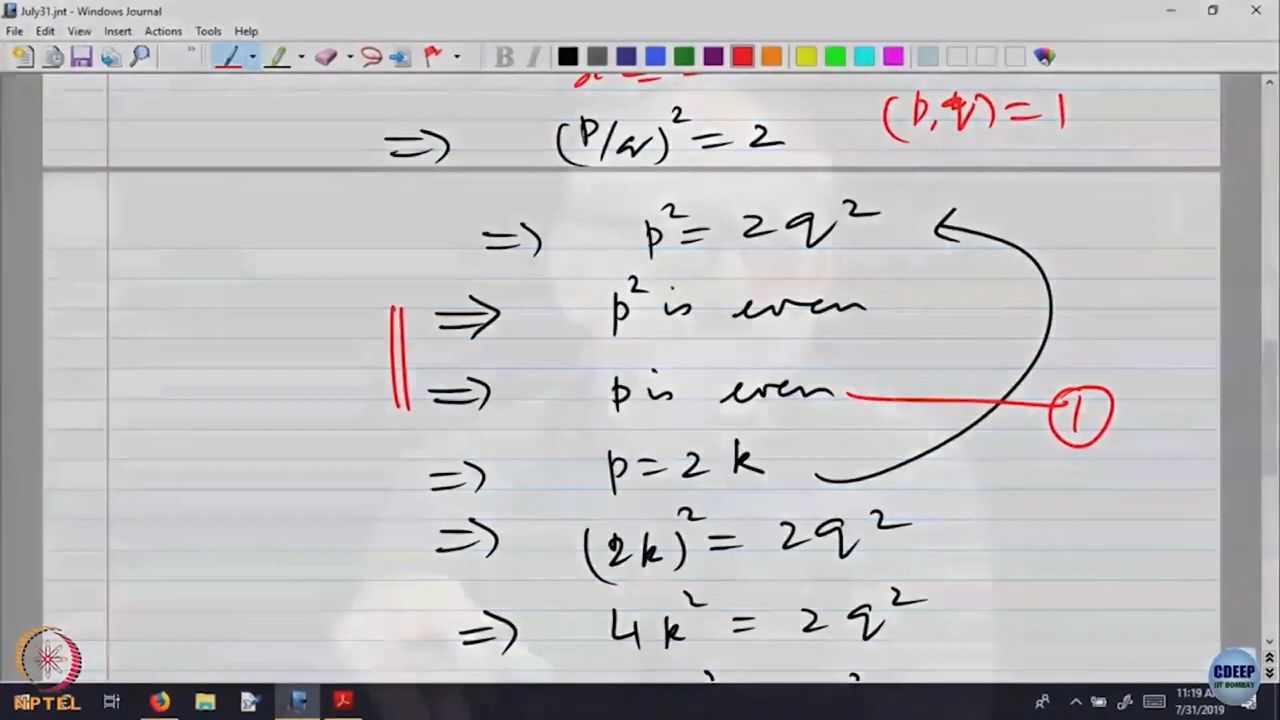 July31.jnt - Windows Journal
File Edit View Insert Actions Tools Help
B I
(p, q) = 1
=> (p/q)² = 2
=> p² = 2q²
=> p² is even
=> p is even ①
=> p = 2k
=> (2k)² = 2q²
=> 4k² = 2q²
NPTEL
CDEEP
IIT BOMBAY
11:19 A
7/31/2019